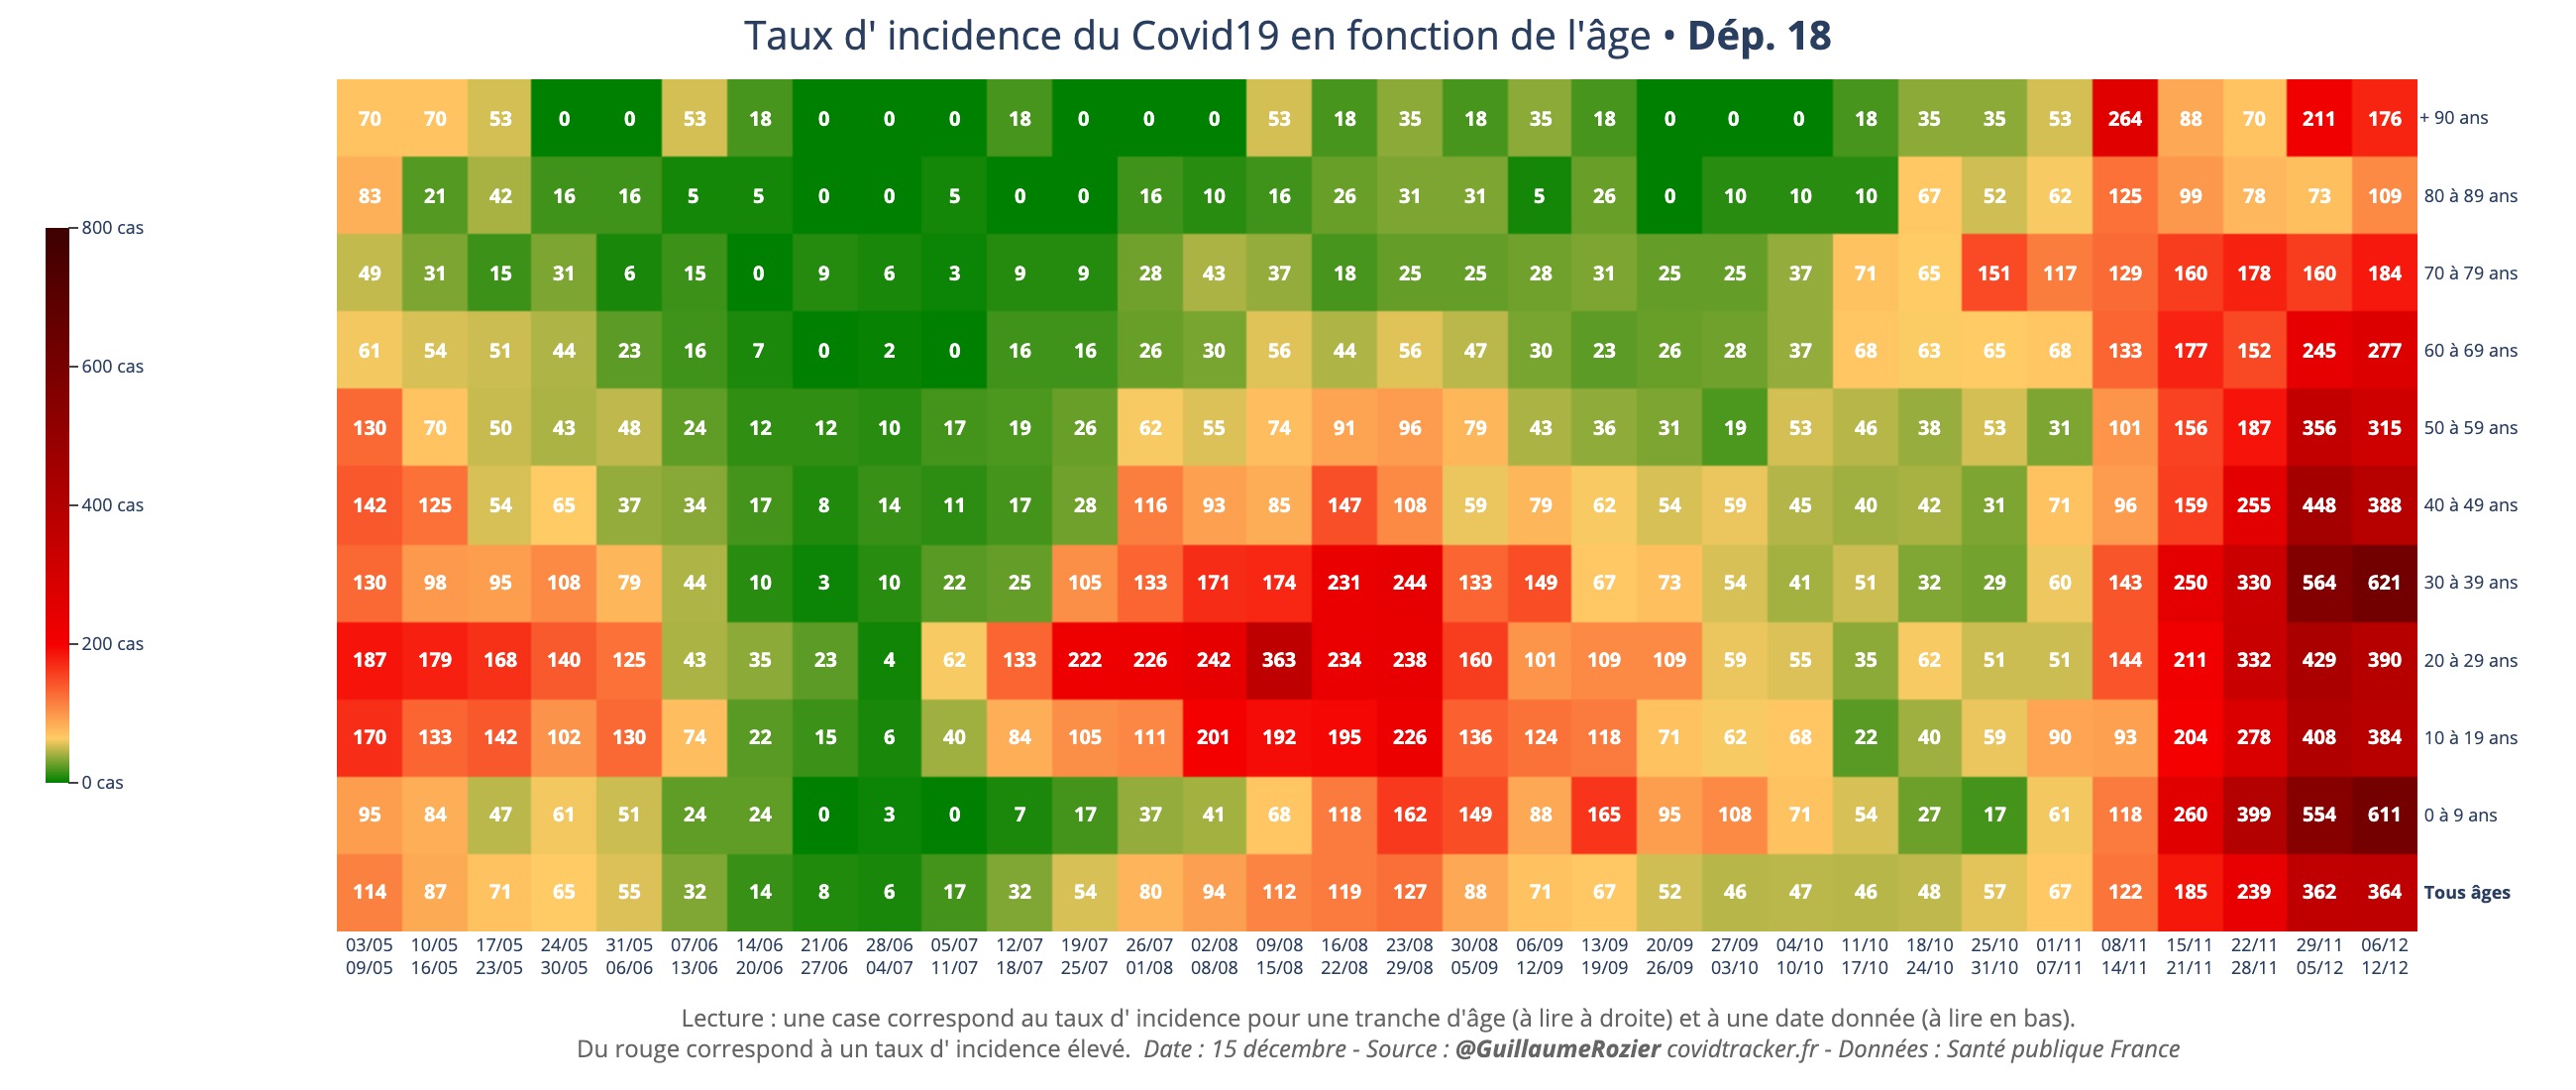 Taux d' incidence du Covid19 en fonction de l'âge • Dép. 18
800 cas
600 cas
400 cas
200 cas
0 cas
70 70 53 0 0 53 18 0 0 0 18 0 0 0 53 18 35 18 35 18 0 0 0 18 35 35 53 264 88 70 211 176 + 90 ans
83 21 42 16 16 5 5 0 0 5 0 0 16 10 16 26 31 31 5 26 0 10 10 10 67 52 62 125 99 78 73 109 80 à 89 ans
49 31 15 31 6 15 0 9 6 3 9 9 28 43 37 18 25 25 28 31 25 25 37 71 65 151 117 129 160 178 160 184 70 à 79 ans
61 54 51 44 23 16 7 0 2 0 16 16 26 30 56 44 56 47 30 23 26 28 37 68 63 65 68 133 177 152 245 277 60 à 69 ans
130 70 50 43 48 24 12 12 10 17 19 26 62 55 74 91 96 79 43 36 31 19 53 46 38 53 31 101 156 187 356 315 50 à 59 ans
142 125 54 65 37 34 17 8 14 11 17 28 116 93 85 147 108 59 79 62 54 59 45 40 42 31 71 96 159 255 448 388 40 à 49 ans
130 98 95 108 79 44 10 3 10 22 25 105 133 171 174 231 244 133 149 67 73 54 41 51 32 29 60 143 250 330 564 621 30 à 39 ans
187 179 168 140 125 43 35 23 4 62 133 222 226 242 363 234 238 160 101 109 109 59 55 35 62 51 51 144 211 332 429 390 20 à 29 ans
170 133 142 102 130 74 22 15 6 40 84 105 111 201 192 195 226 136 124 118 71 62 68 22 40 59 90 93 204 278 408 384 10 à 19 ans
95 84 47 61 51 24 24 0 3 0 7 17 37 41 68 118 162 149 88 165 95 108 71 54 27 17 61 118 260 399 554 611 0 à 9 ans
114 87 71 65 55 32 14 8 6 17 32 54 80 94 112 119 127 88 71 67 52 46 47 46 48 57 67 122 185 239 362 364 Tous âges
03/05 10/05 17/05 24/05 31/05 07/06 14/06 21/06 28/06 05/07 12/07 19/07 26/07 02/08 09/08 16/08 23/08 30/08 06/09 13/09 20/09 27/09 04/10 11/10 18/10 25/10 01/11 08/11 15/11 22/11 29/11 06/12
09/05 16/05 23/05 30/05 06/06 13/06 20/06 27/06 04/07 11/07 18/07 25/07 01/08 08/08 15/08 22/08 29/08 05/09 12/09 19/09 26/09 03/10 10/10 17/10 24/10 31/10 07/11 14/11 21/11 28/11 05/12 12/12
Lecture : une case correspond au taux d' incidence pour une tranche d'âge (à lire à droite) et à une date donnée (à lire en bas).
Du rouge correspond à un taux d' incidence élevé. Date : 15 décembre - Source : @GuillaumeRozier covidtracker.fr - Données : Santé publique France